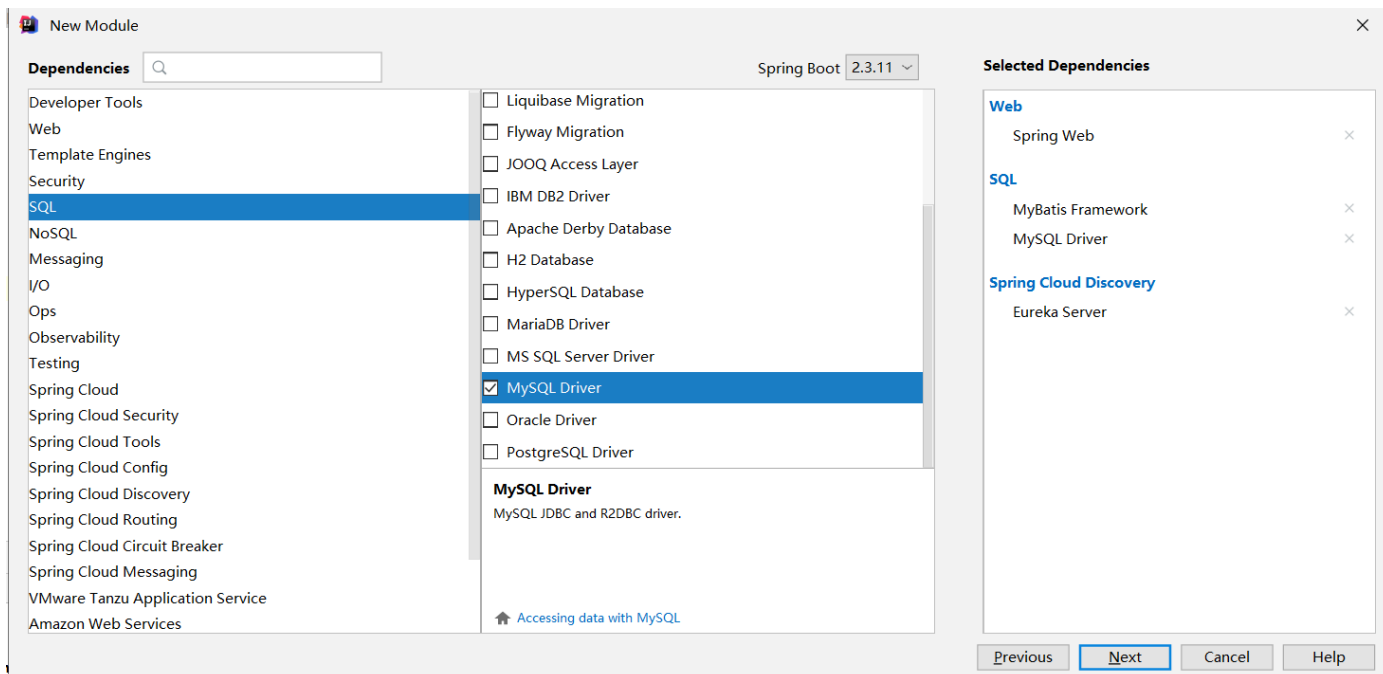 New Module
Dependencies
Spring Boot 2.3.11
Selected Dependencies
Developer Tools
Web
Template Engines
Security
SQL
NoSQL
Messaging
I/O
Ops
Observability
Testing
Spring Cloud
Spring Cloud Security
Spring Cloud Tools
Spring Cloud Config
Spring Cloud Discovery
Spring Cloud Routing
Spring Cloud Circuit Breaker
Spring Cloud Messaging
VMware Tanzu Application Service
Amazon Web Services
Liquibase Migration
Flyway Migration
JOOQ Access Layer
IBM DB2 Driver
Apache Derby Database
H2 Database
HyperSQL Database
MariaDB Driver
MS SQL Server Driver
MySQL Driver
Oracle Driver
PostgreSQL Driver
MySQL Driver
MySQL JDBC and R2DBC driver.
Accessing data with MySQL
Web
Spring Web
SQL
MyBatis Framework
MySQL Driver
Spring Cloud Discovery
Eureka Server
Previous
Next
Cancel
Help